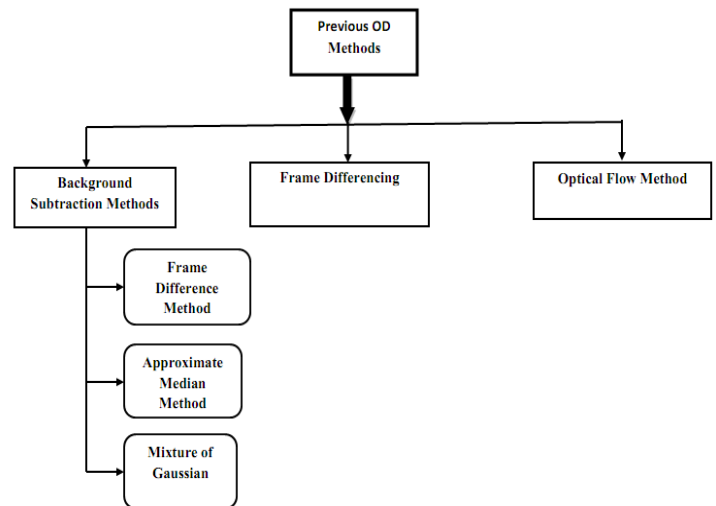 Previous OD
Methods
Background
Subtraction Methods
Frame Differencing
Optical Flow Method
Frame
Difference
Method
Approximate
Median
Method
Mixture of
Gaussian